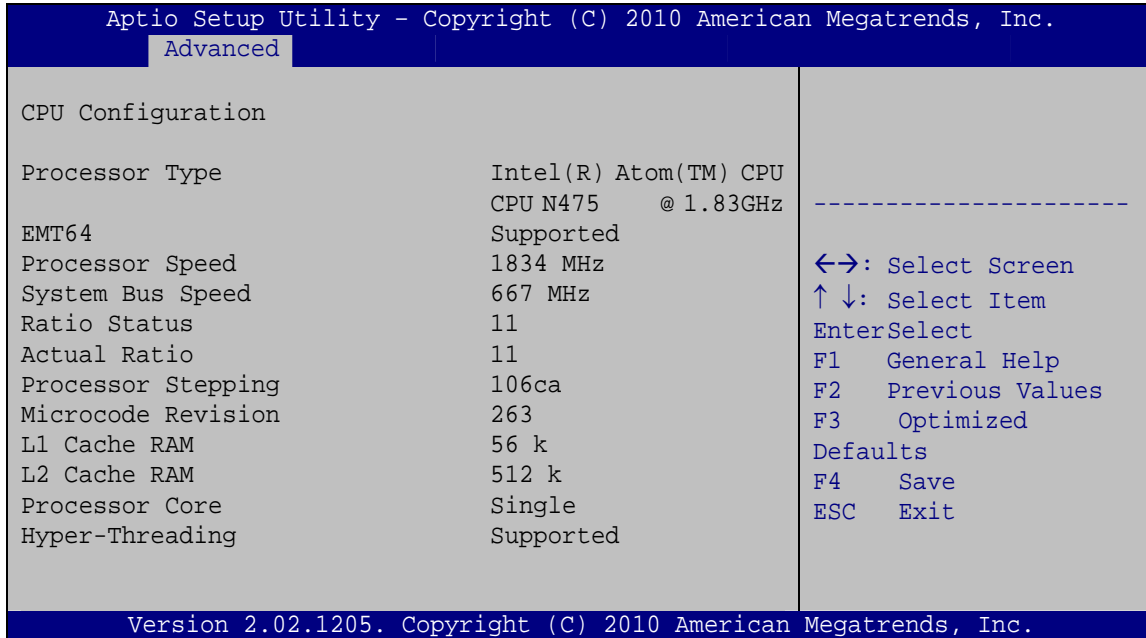 Aptio Setup Utility – Copyright (C) 2010 American Megatrends, Inc.
Advanced
CPU Configuration
Processor Type Intel(R) Atom(TM) CPU
CPU N475 @ 1.83GHz
EMT64 Supported
Processor Speed 1834 MHz
System Bus Speed 667 MHz
Ratio Status 11
Actual Ratio 11
Processor Stepping 106ca
Microcode Revision 263
L1 Cache RAM 56 k
L2 Cache RAM 512 k
Processor Core Single
Hyper-Threading Supported
----------------------
←→: Select Screen
↑ ↓: Select Item
EnterSelect
F1 General Help
F2 Previous Values
F3 Optimized
Defaults
F4 Save
ESC Exit
Version 2.02.1205. Copyright (C) 2010 American Megatrends, Inc.